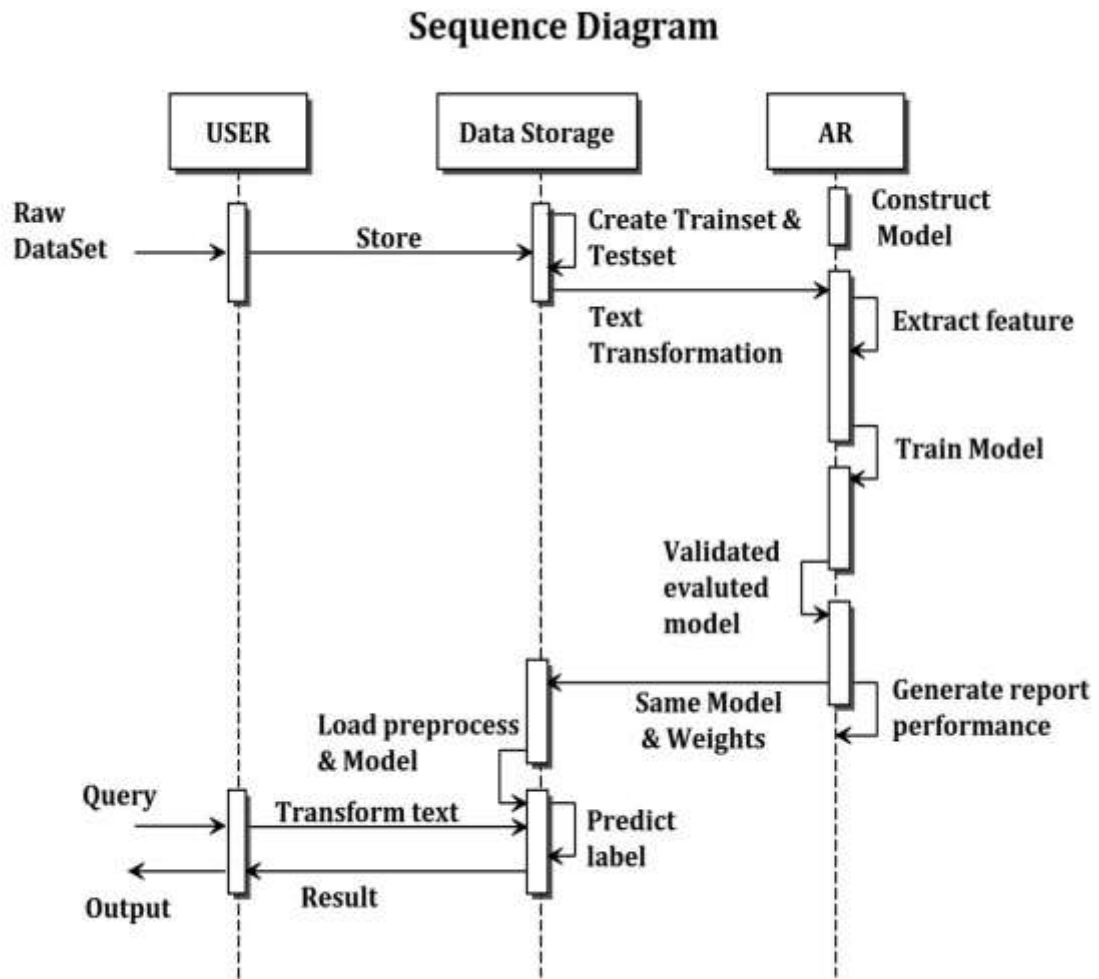 Sequence Diagram
USER
Data Storage
AR
Raw
DataSet
Store
Create Trainset &
Testset
Construct
Model
Text
Transformation
Extract feature
Train Model
Validated
evaluted
model
Same Model
& Weights
Generate report
performance
Load preprocess
& Model
Query
Transform text
Predict
label
Result
Output